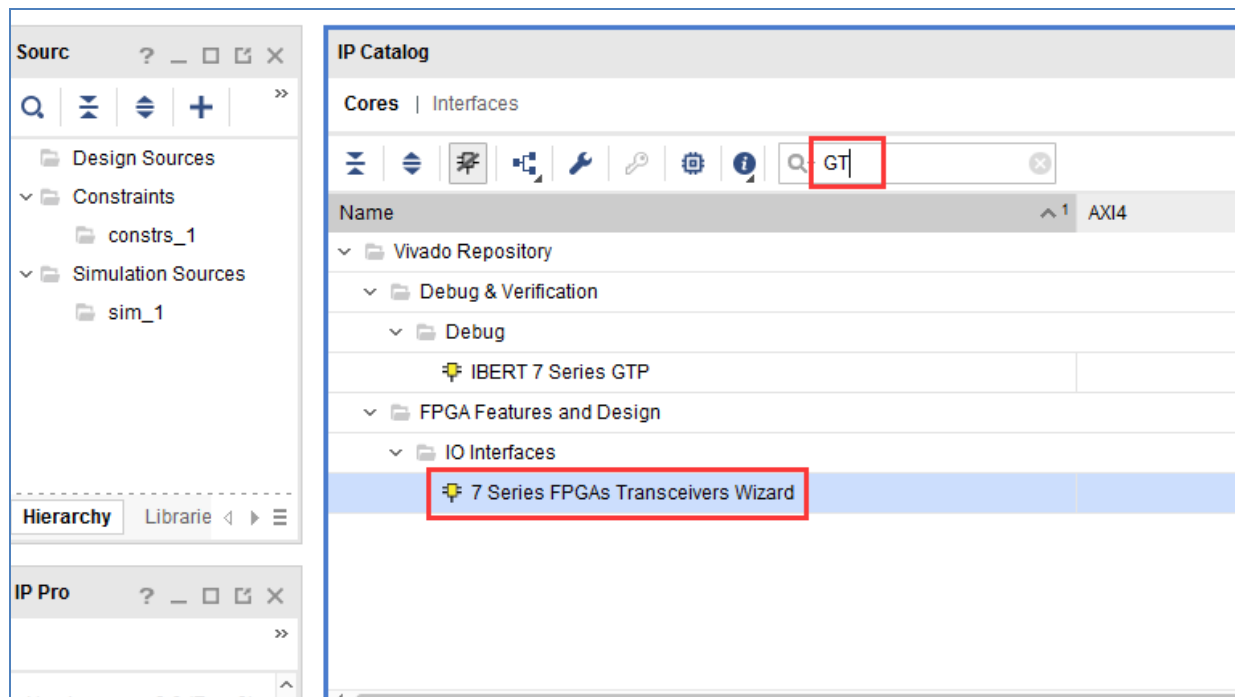 Sourc
Design Sources
Constraints
constrs_1
Simulation Sources
sim_1
Hierarchy
Librarie
IP Pro
IP Catalog
Cores | Interfaces
GT
Name
1
AXI4
Vivado Repository
Debug & Verification
Debug
IBERT 7 Series GTP
FPGA Features and Design
IO Interfaces
7 Series FPGAs Transceivers Wizard